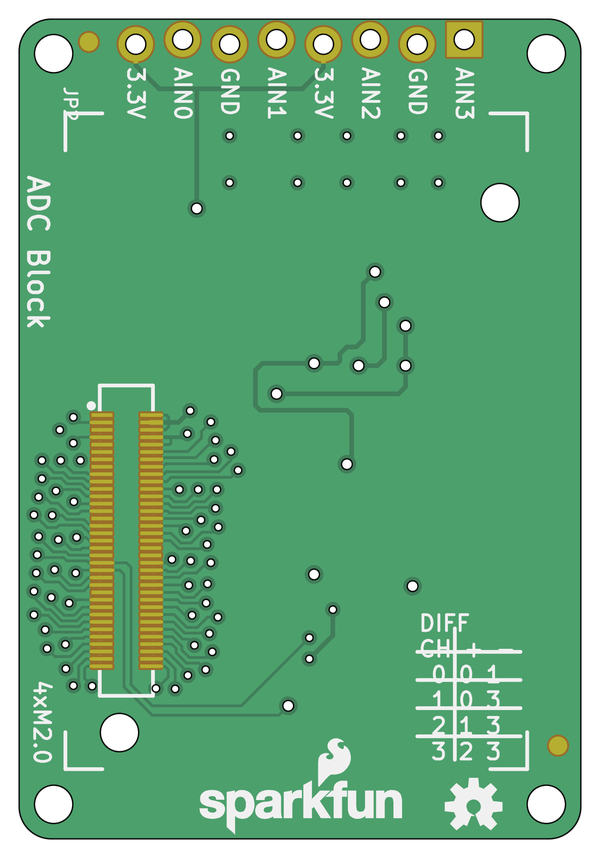 3.3V AIN0 GND AIN1 3.3V AIN2 GND AIN3
JP2
ADC Block
DIFF
CH + -
0 0 1
1 0 3
2 1 3
3 2 3
4xM2.0
sparkfun